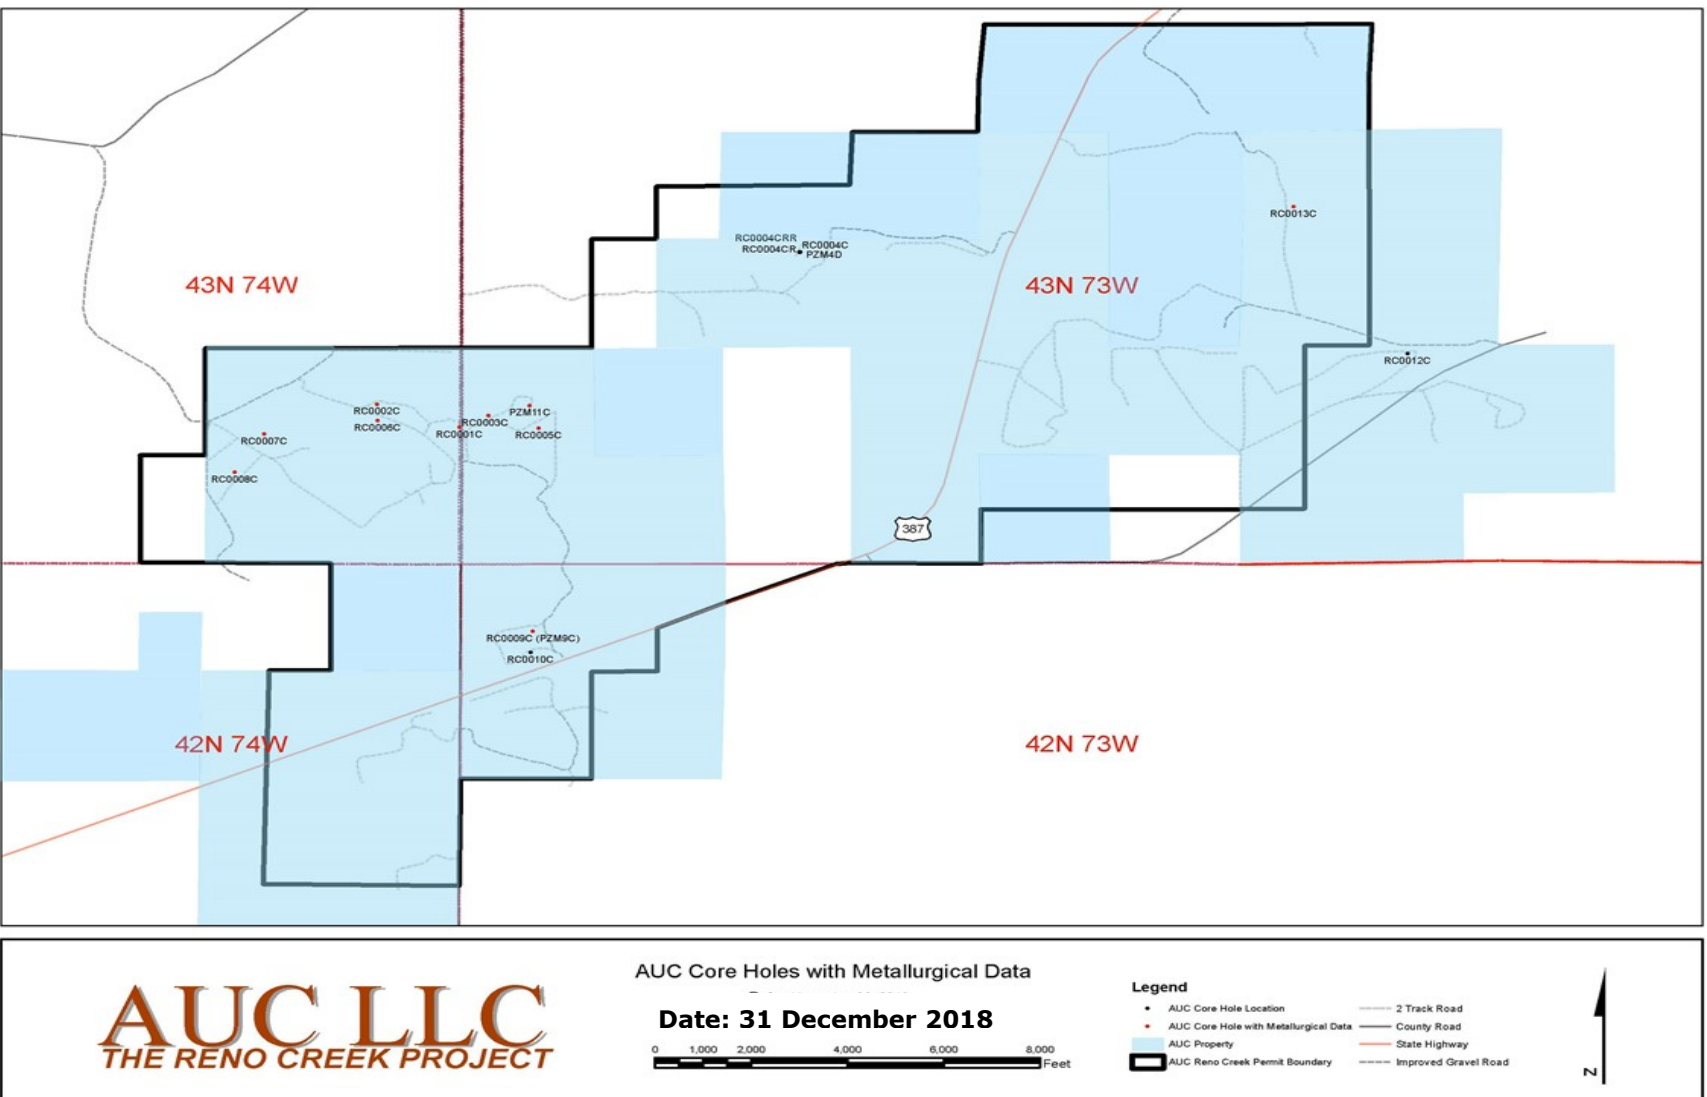 RC0013C
RC0004CRR
RC0004C
RC0004CR
PZM4D
43N 74W
43N 73W
RC0012C
RC0002C
PZM11C
RC0003C
RC0006C
RC0001C
RC0005C
RC0007C
RC0008C
387
RC0009C (PZM9C)
RC0010C
42N 74W
42N 73W
AUC LLC
THE RENO CREEK PROJECT
AUC Core Holes with Metallurgical Data
Date: 31 December 2018
0 1,000 2,000 4,000 6,000 8,000
Feet
Legend
AUC Core Hole Location
AUC Core Hole with Metallurgical Data
AUC Property
AUC Reno Creek Permit Boundary
2 Track Road
County Road
State Highway
Improved Gravel Road
N